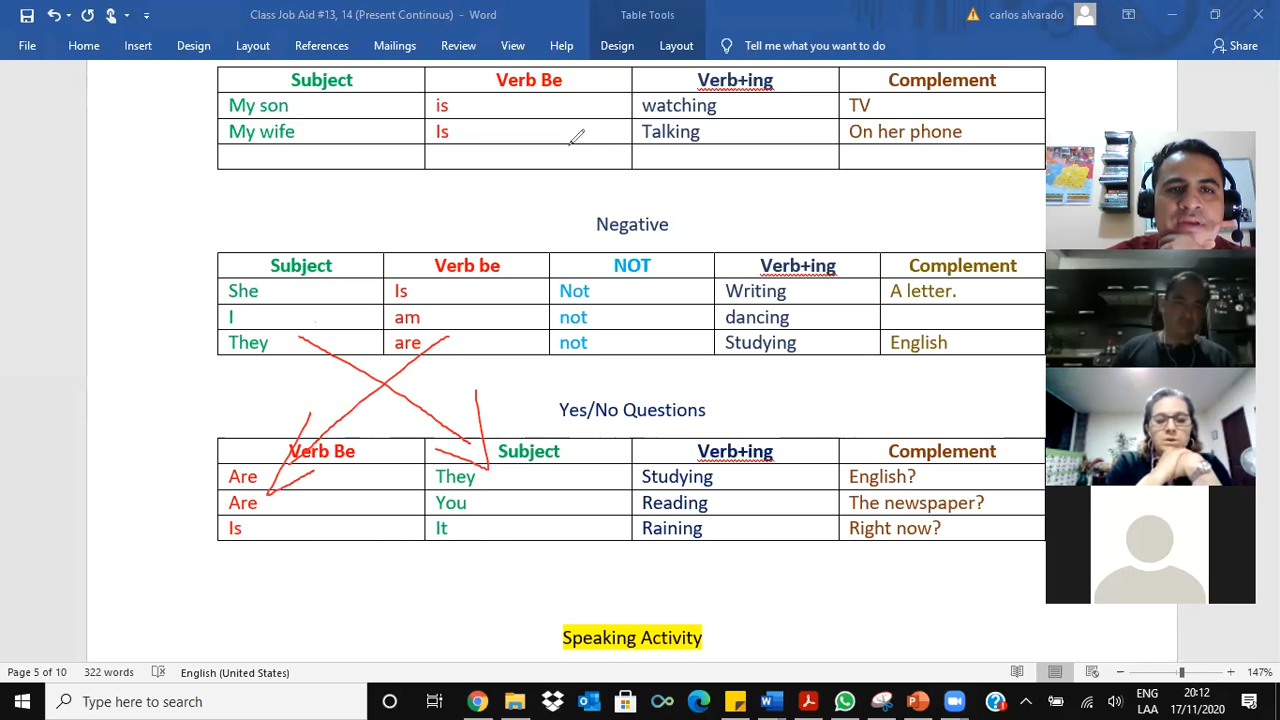 Class Job Aid #13, 14 (Present Continous) - Word
Table Tools
carlos alvarado
File Home Insert Design Layout References Mailings Review View Help Design Layout Tell me what you want to do Share
Subject Verb Be Verb+ing Complement
My son is watching TV
My wife Is Talking On her phone
Negative
Subject Verb be NOT Verb+ing Complement
She Is Not Writing A letter.
I am not dancing
They are not Studying English
Yes/No Questions
Verb Be Subject Verb+ing Complement
Are They Studying English?
Are You Reading The newspaper?
Is It Raining Right now?
Speaking Activity
Page 5 of 10 322 words English (United States) 147%
Type here to search
ENG 20:12
LAA 17/11/2020